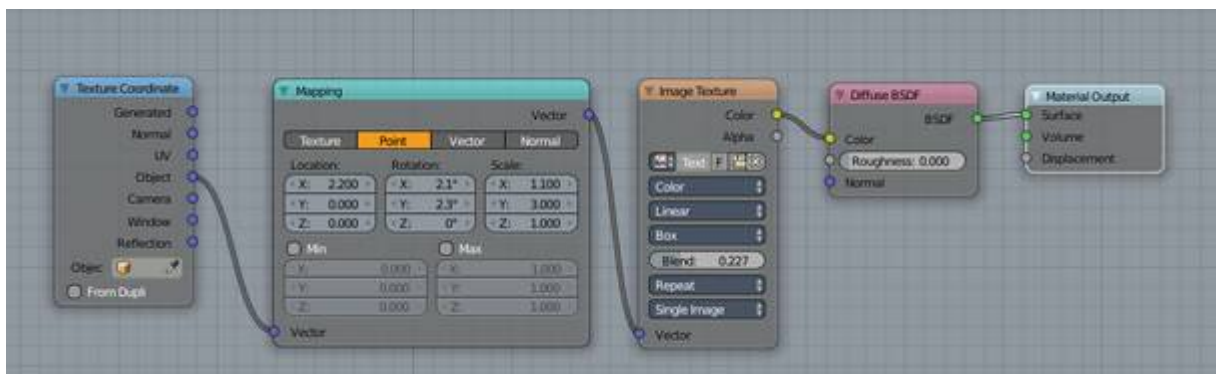 Texture Coordinate
Generated
Normal
UV
Object
Camera
Window
Reflection
Objec
From Dupli
Mapping
Vector
Texture Point Vector Normal
Location: Rotation: Scale:
X: 2.200 X: 2.1° X: 1.100
Y: 0.000 Y: 2.3° Y: 3.000
Z: 0.000 Z: 0° Z: 1.000
Min Max
X: 0.000 X: 1.000
Y: 0.000 Y: 1.000
Z: 0.000 Z: 1.000
Vector
Image Texture
Color
Alpha
Text F
Color
Linear
Box
Blend: 0.227
Repeat
Single Image
Vector
Diffuse BSDF
BSDF
Color
Roughness: 0.000
Normal
Material Output
Surface
Volume
Displacement